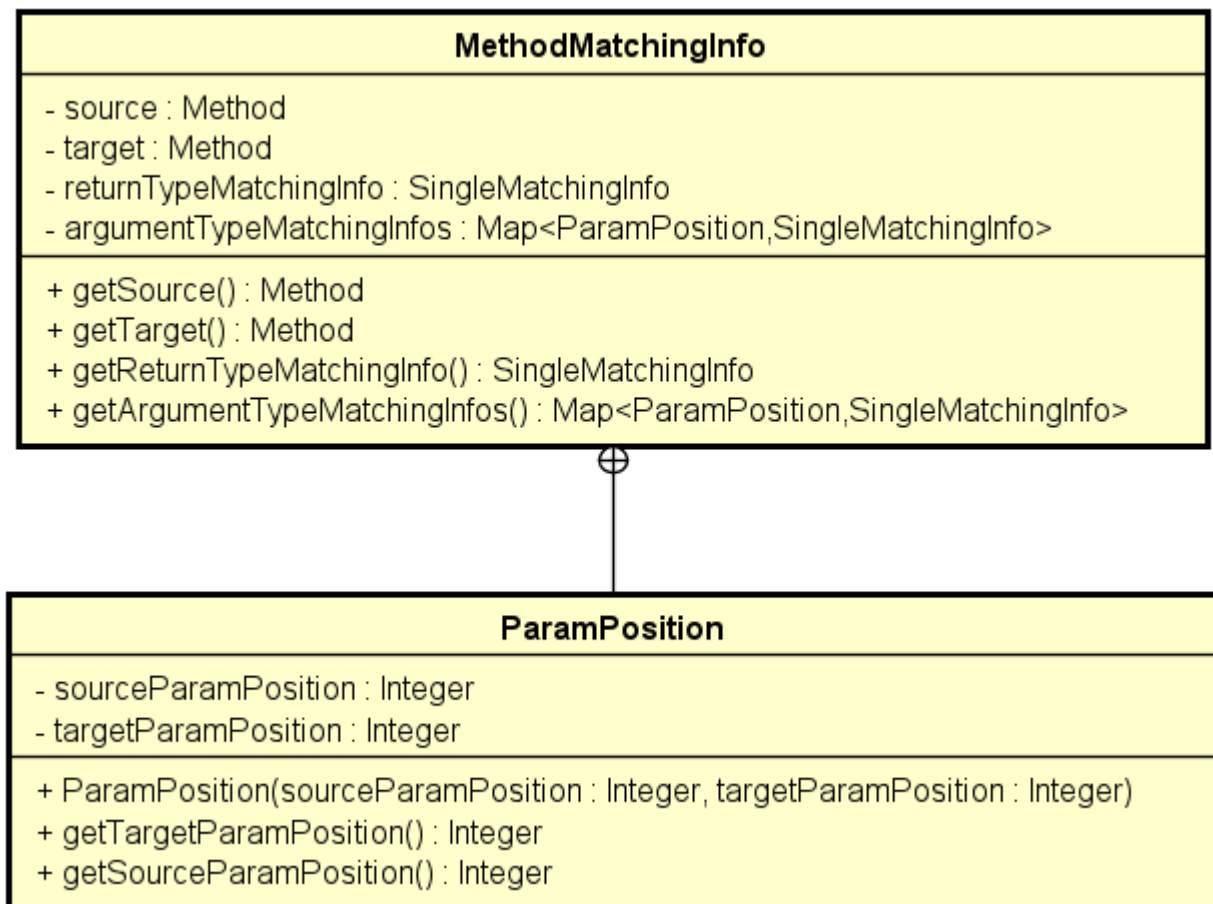 MethodMatchingInfo
- source : Method
- target : Method
- returnTypeMatchingInfo : SingleMatchingInfo
- argumentTypeMatchingInfos : Map<ParamPosition,SingleMatchingInfo>
+ getSource() : Method
+ getTarget() : Method
+ getReturnTypeMatchingInfo() : SingleMatchingInfo
+ getArgumentTypeMatchingInfos() : Map<ParamPosition,SingleMatchingInfo>
ParamPosition
- sourceParamPosition : Integer
- targetParamPosition : Integer
+ ParamPosition(sourceParamPosition : Integer, targetParamPosition : Integer)
+ getTargetParamPosition() : Integer
+ getSourceParamPosition() : Integer